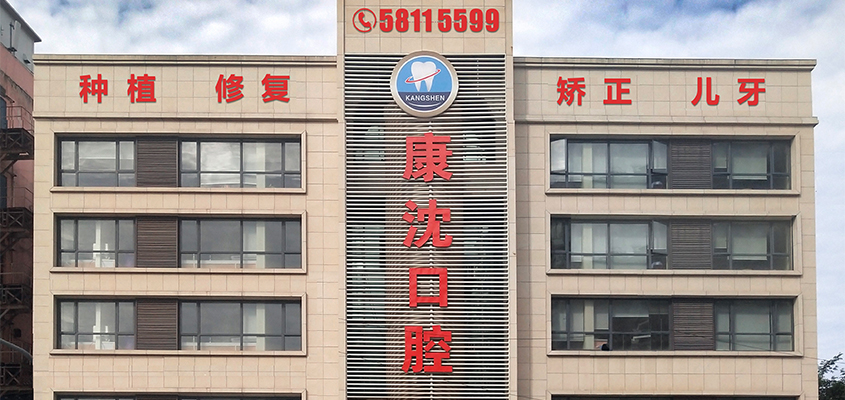 58115599
种植 修复
KANGSHEN
矫正 儿牙
康沈口腔